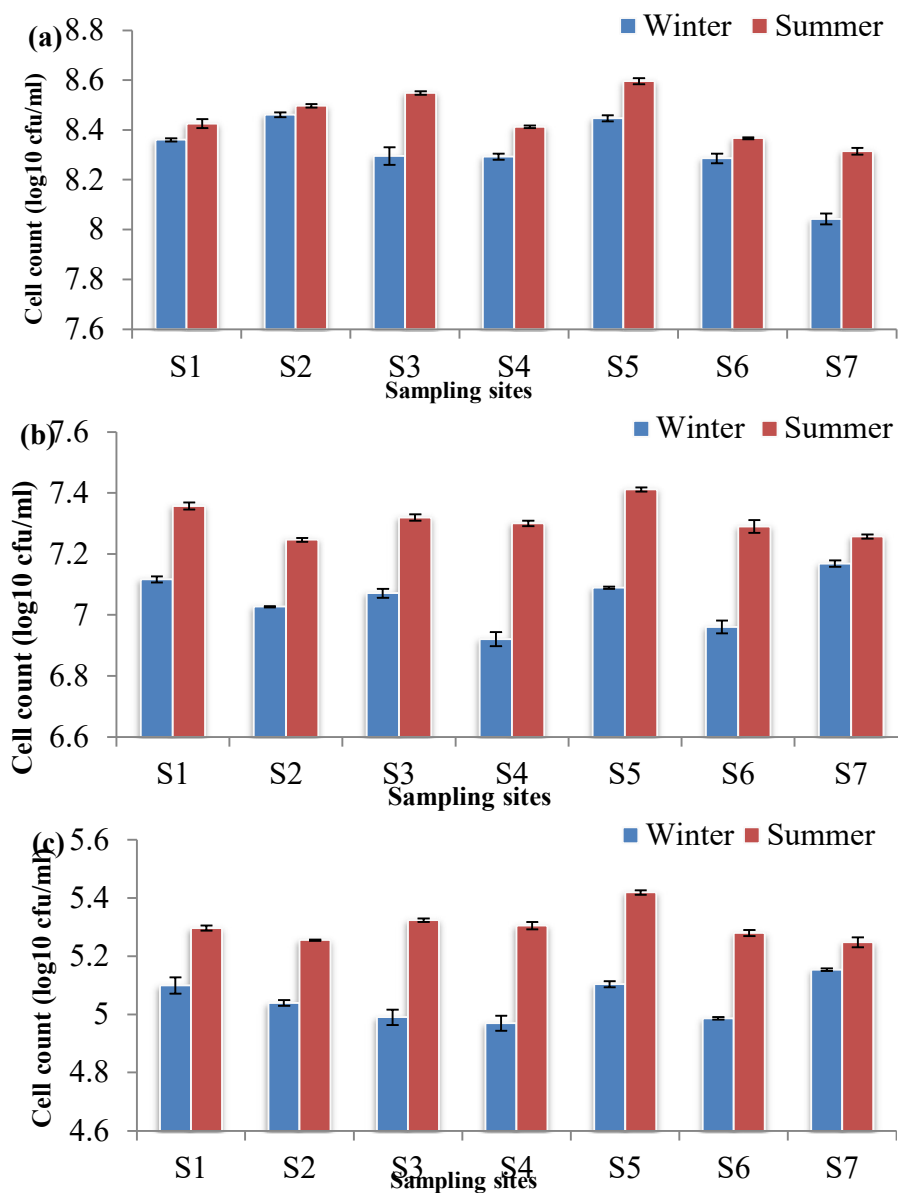 (a)
Winter Summer
Cell count (log10 cfu/ml)
8.8
8.6
8.4
8.2
8
7.8
7.6
S1 S2 S3 S4 S5 S6 S7
Sampling sites
(b)
Winter Summer
Cell count (log10 cfu/ml)
7.6
7.4
7.2
7
6.8
6.6
S1 S2 S3 S4 S5 S6 S7
Sampling sites
(c)
Winter Summer
Cell count (log10 cfu/ml)
5.6
5.4
5.2
5
4.8
4.6
S1 S2 S3 S4 S5 S6 S7
Sampling sites